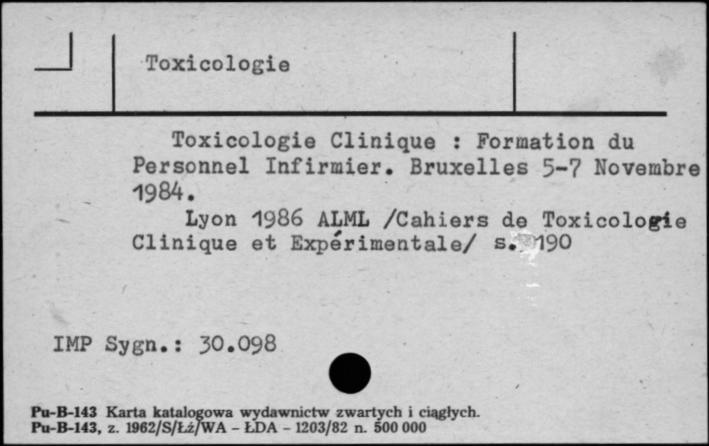 Toxicologie
Toxicologie Clinique : Formation du
Personnel Infirmier. Bruxelles 5-7 Novembre
1984.
Lyon 1986 ALML /Cahiers de Toxicologie
Clinique et Expérimentale/ s. 190
IMP Sygn.: 30.098
Pu-B-143 Karta katalogowa wydawnictw zwartych i ciągłych.
Pu-B-143, z. 1962/S/Łź/WA – ŁDA – 1203/82 n. 500 000